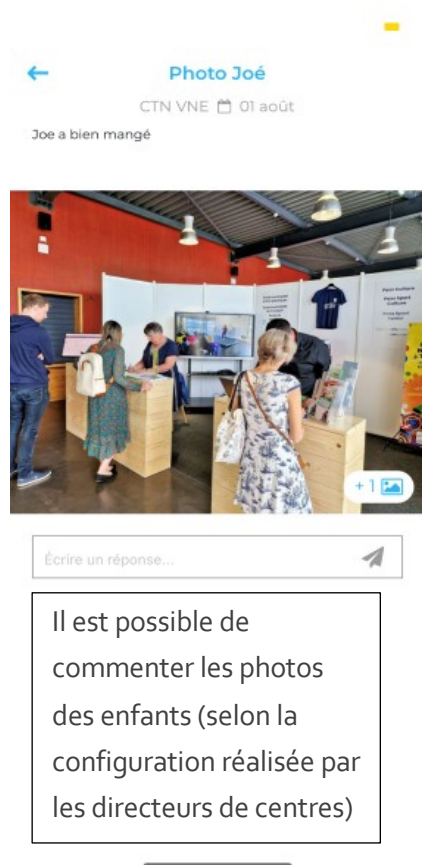 Photo Joé
CTN VNE 01 août
Joe a bien mangé
+ 1
Écrire un réponse...
Il est possible de
commenter les photos
des enfants (selon la
configuration réalisée par
les directeurs de centres)